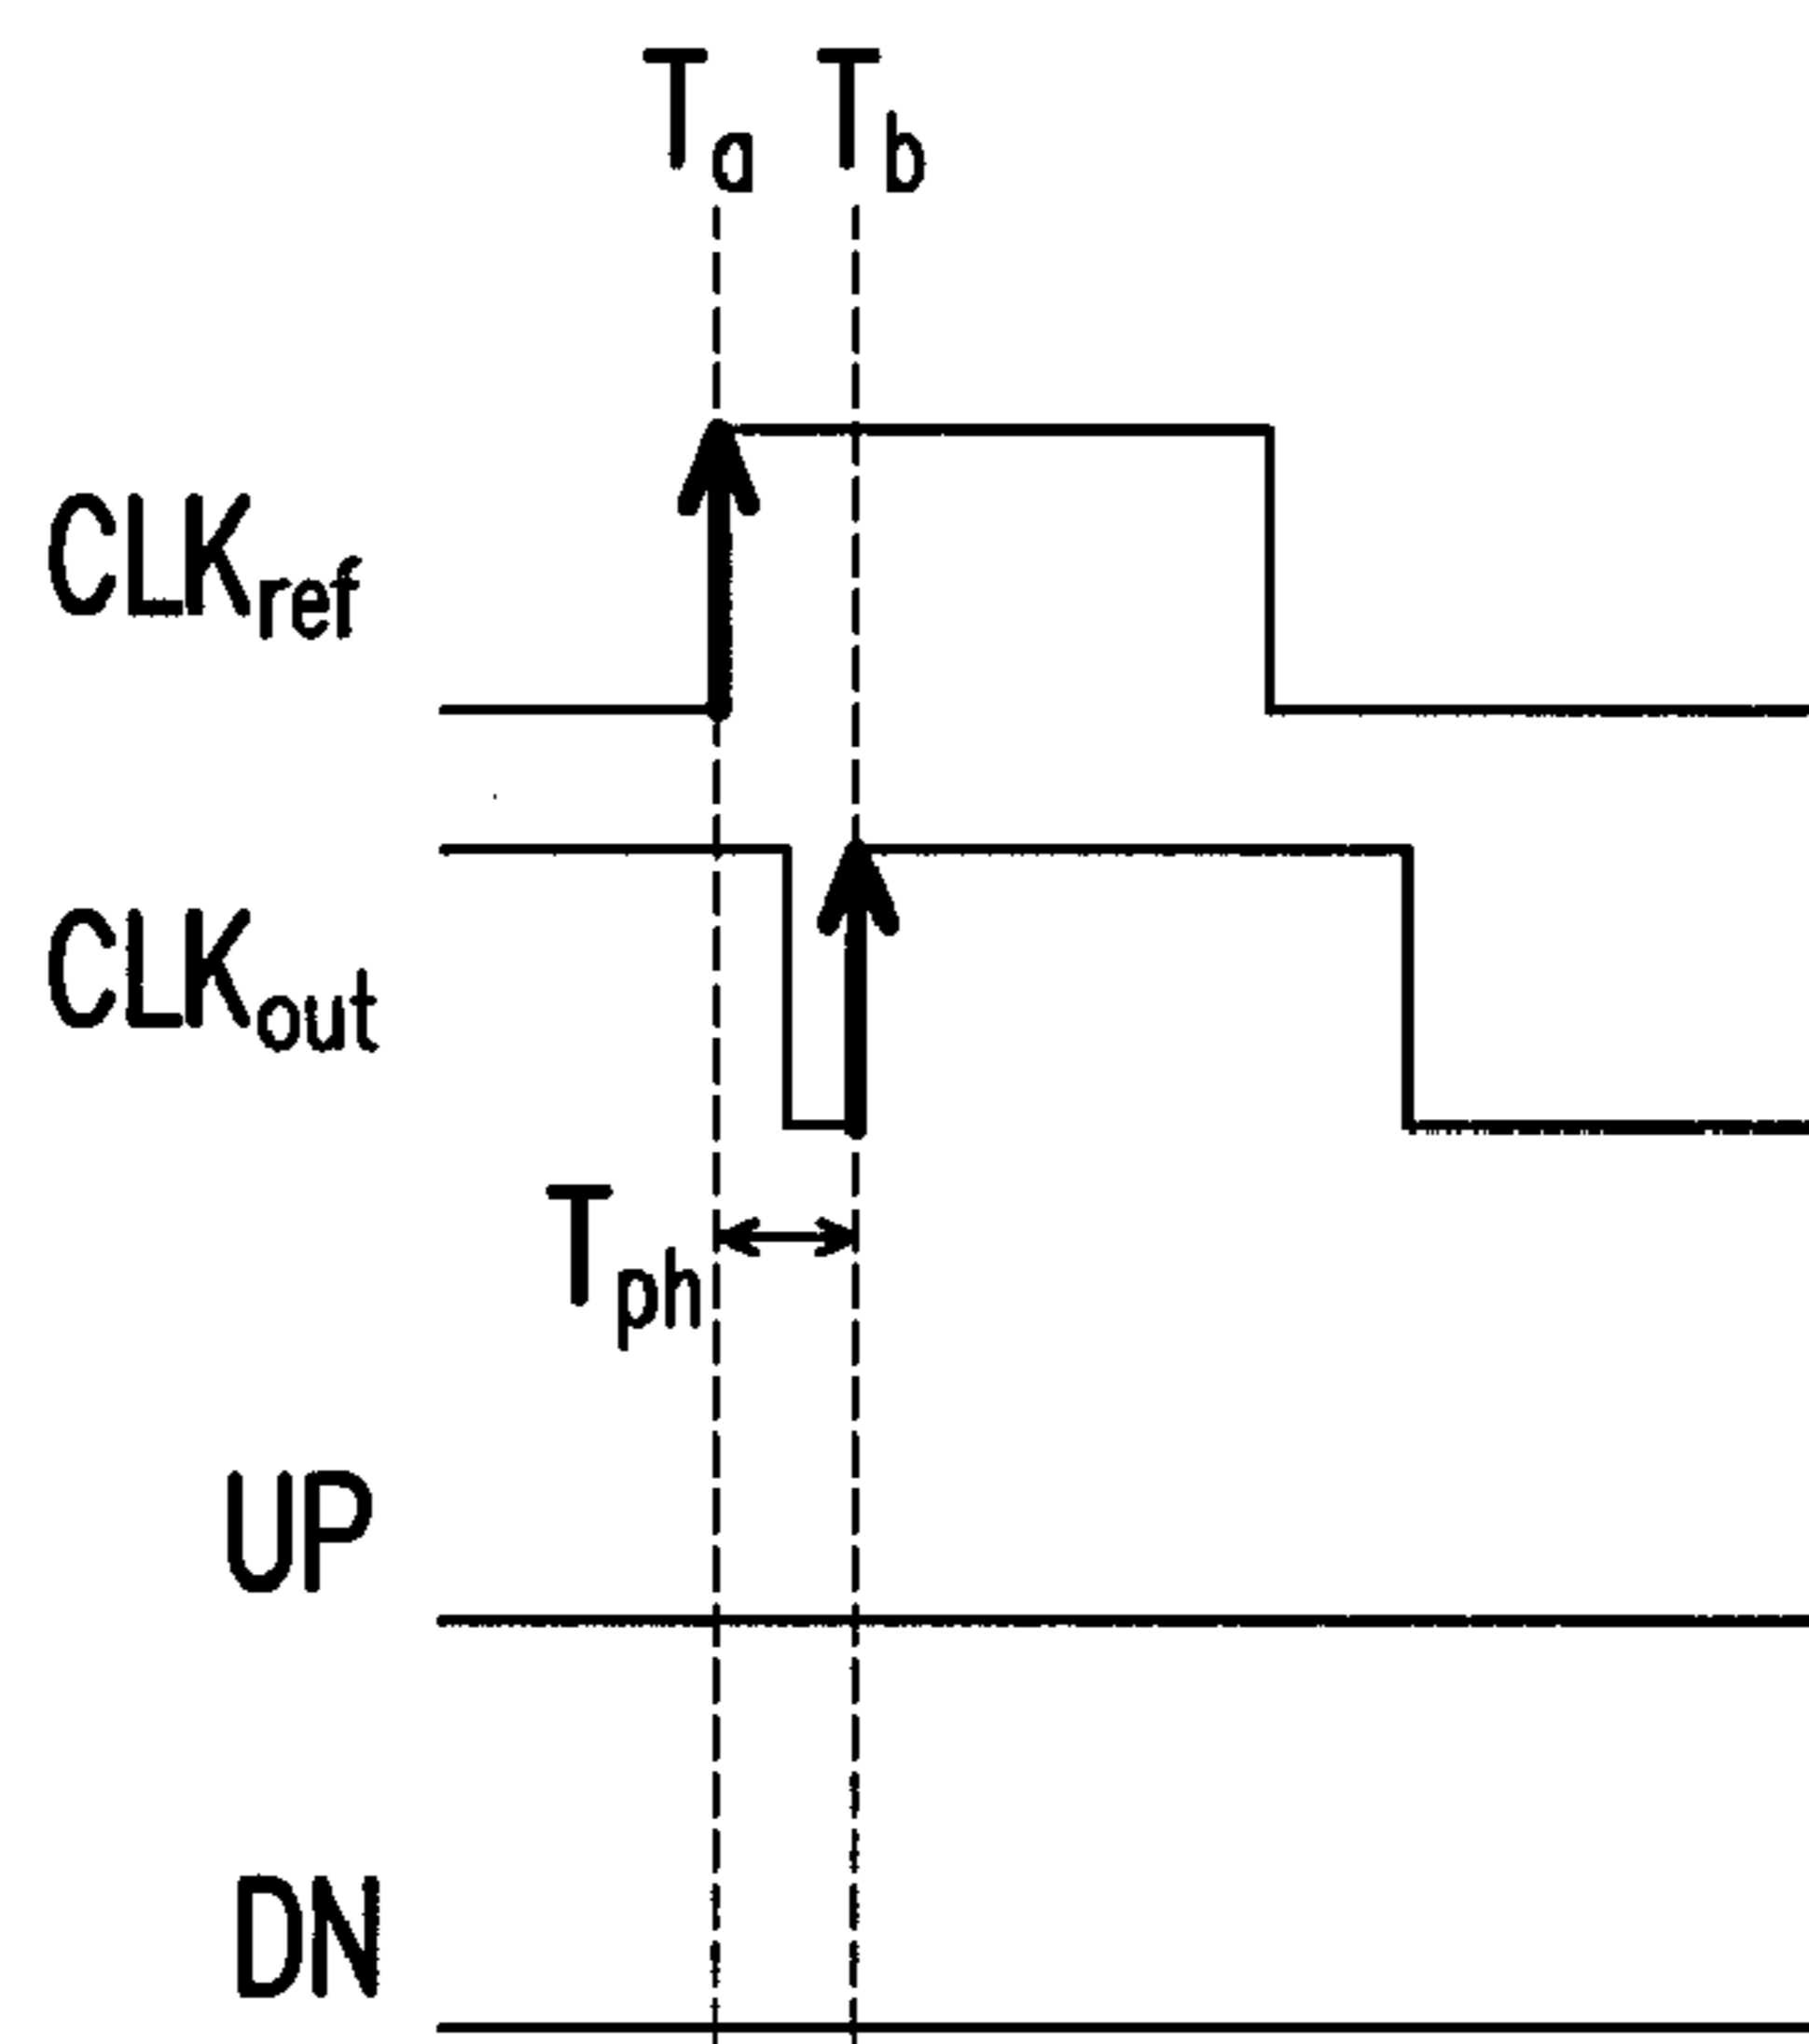 Ta Tb
CLKref
CLKout
Tph
UP
DN